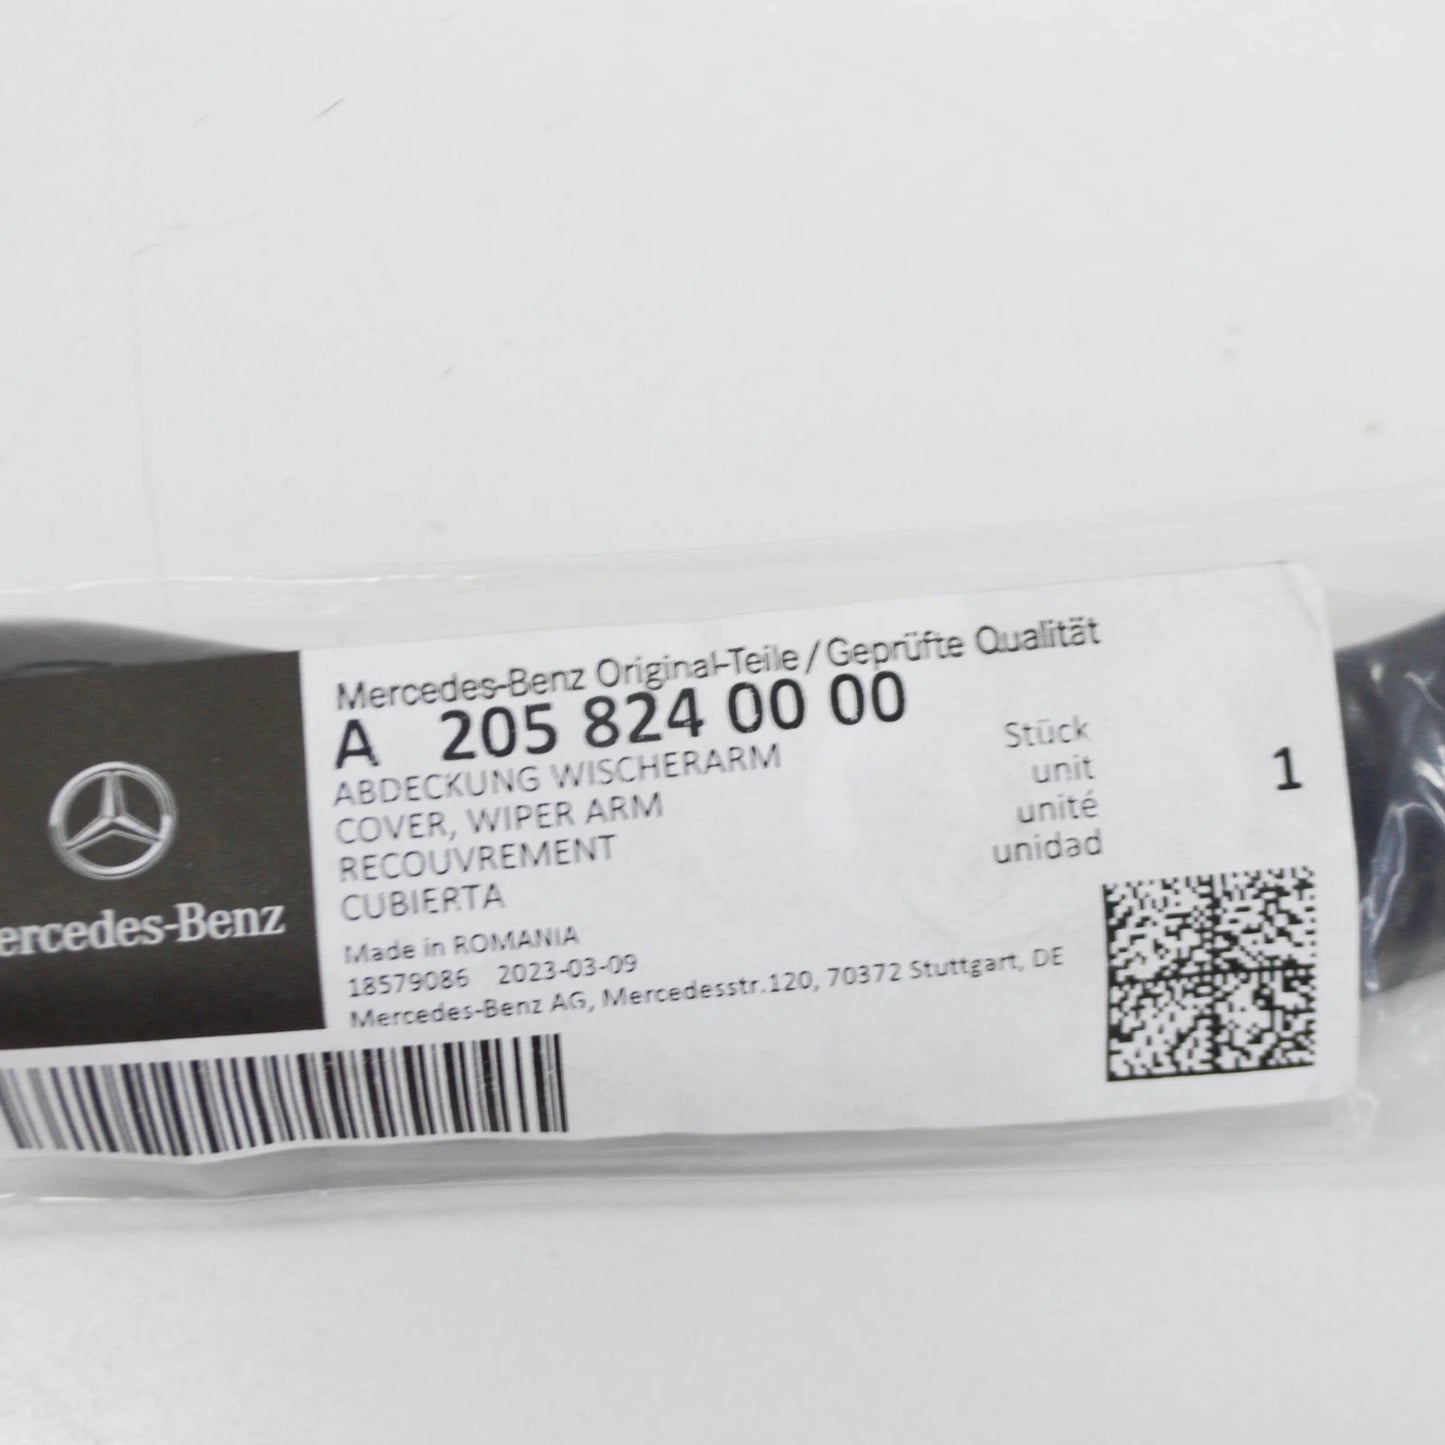 Mercedes-Benz Original-Teile / Geprüfte Qualität
A 205 824 00 00
ABDECKUNG WISCHERARM
COVER, WIPER ARM
RECOUVREMENT
CUBIERTA
Stück
unit
unité
unidad
1
Made in ROMANIA
18579086 2023-03-09
Mercedes-Benz AG, Mercedesstr.120, 70372 Stuttgart, DE
ercedes-Benz